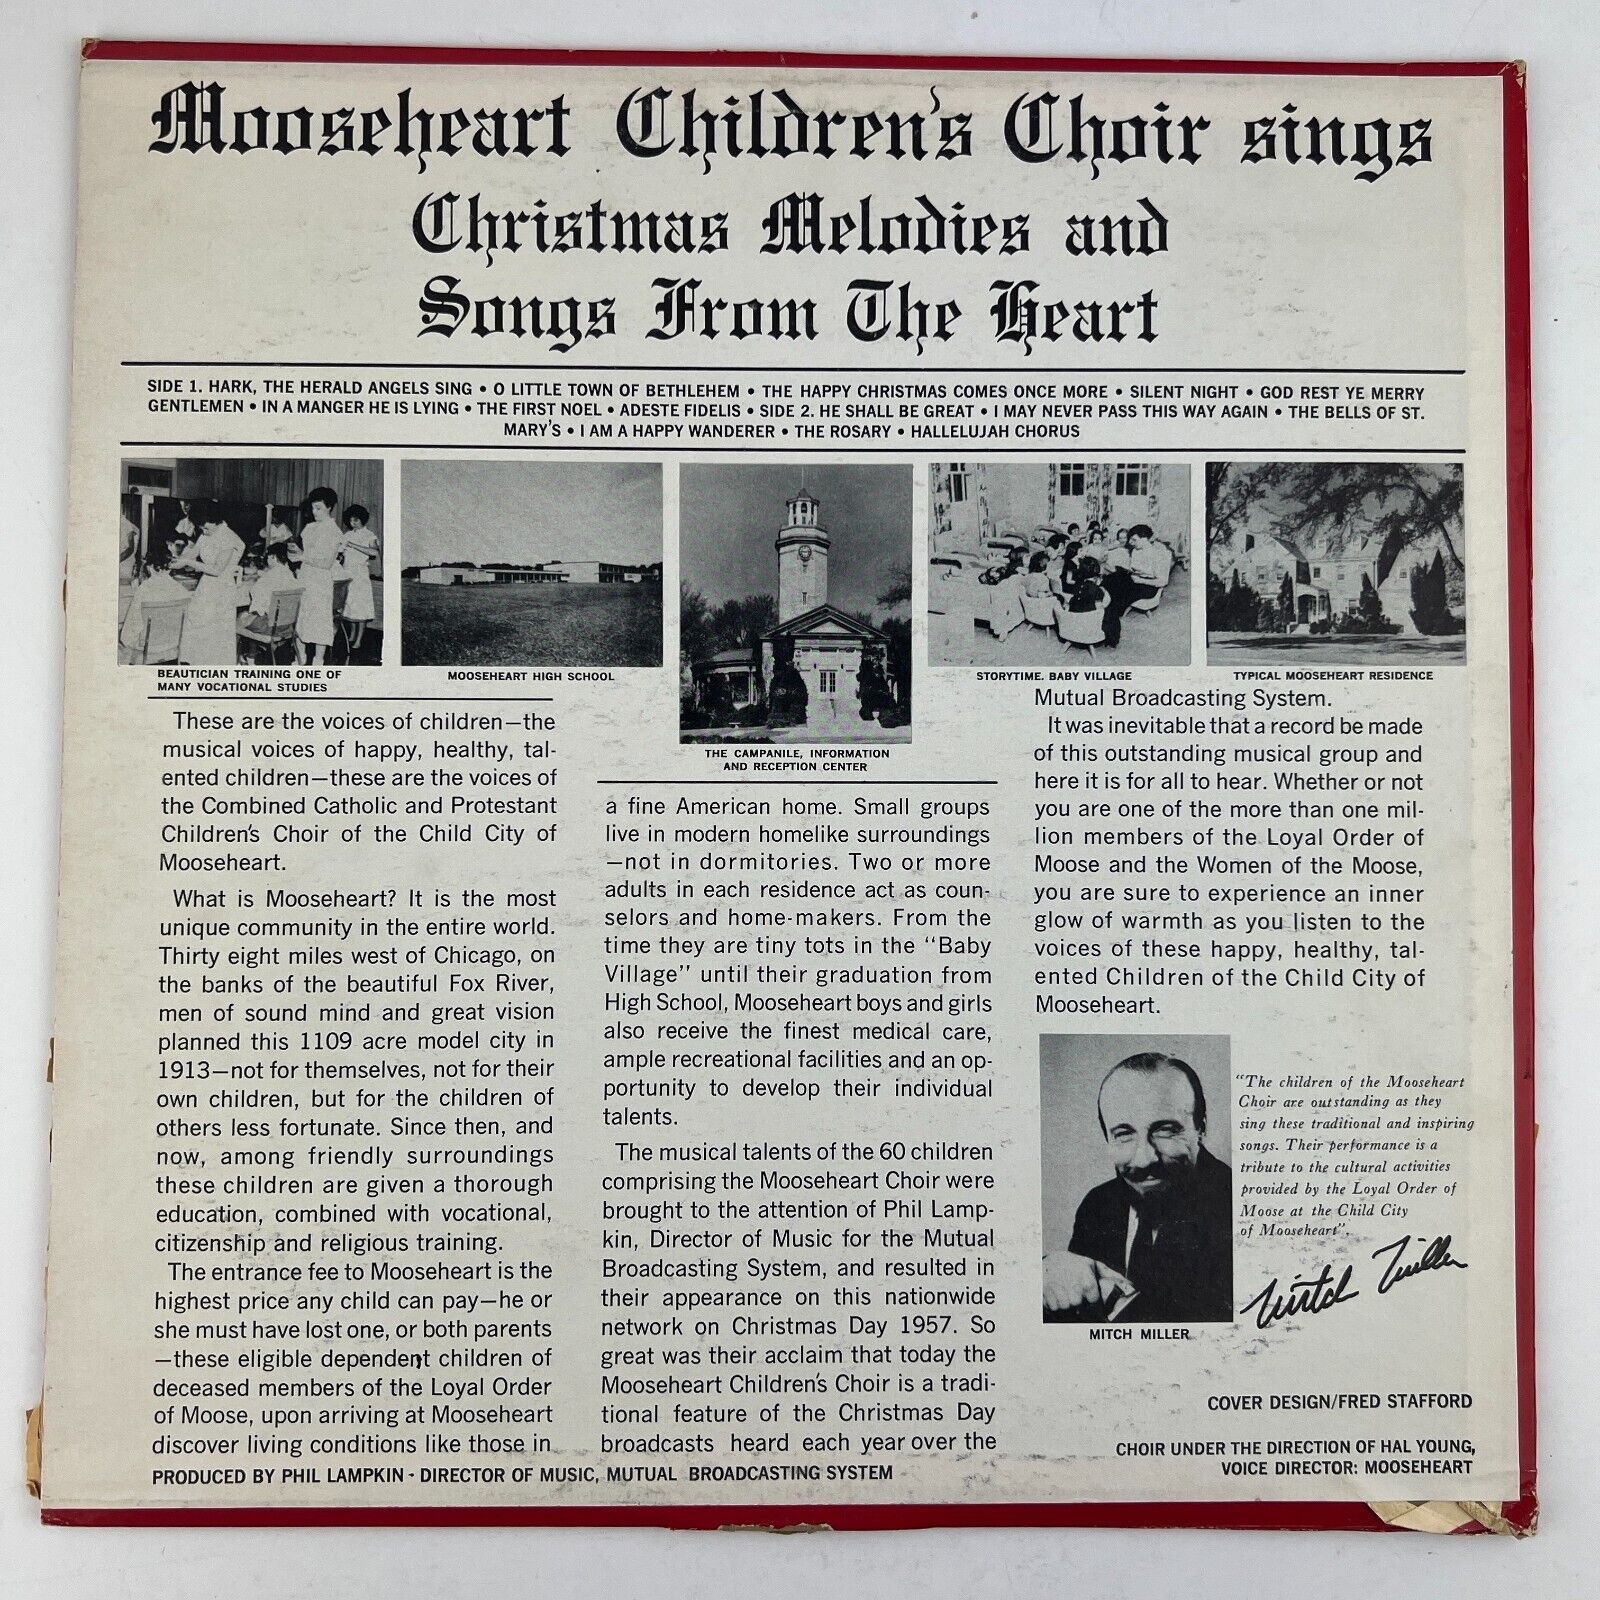 Mooseheart Children's Choir sings
Christmas Melodies and
Songs From The Heart
SIDE 1. HARK, THE HERALD ANGELS SING • O LITTLE TOWN OF BETHLEHEM • THE HAPPY CHRISTMAS COMES ONCE MORE • SILENT NIGHT • GOD REST YE MERRY
GENTLEMEN • IN A MANGER HE IS LYING • THE FIRST NOEL • ADESTE FIDELIS • SIDE 2. HE SHALL BE GREAT • I MAY NEVER PASS THIS WAY AGAIN • THE BELLS OF ST.
MARY'S • I AM A HAPPY WANDERER • THE ROSARY • HALLELUJAH CHORUS
BEAUTICIAN TRAINING ONE OF
MANY VOCATIONAL STUDIES
MOOSEHEART HIGH SCHOOL
THE CAMPANILE, INFORMATION
AND RECEPTION CENTER
STORYTIME. BABY VILLAGE
TYPICAL MOOSEHEART RESIDENCE
These are the voices of children—the
musical voices of happy, healthy, tal-
ented children—these are the voices of
the Combined Catholic and Protestant
Children's Choir of the Child City of
Mooseheart.
What is Mooseheart? It is the most
unique community in the entire world.
Thirty eight miles west of Chicago, on
the banks of the beautiful Fox River,
men of sound mind and great vision
planned this 1109 acre model city in
1913—not for themselves, not for their
own children, but for the children of
others less fortunate. Since then, and
now, among friendly surroundings
these children are given a thorough
education, combined with vocational,
citizenship and religious training.
The entrance fee to Mooseheart is the
highest price any child can pay—he or
she must have lost one, or both parents
—these eligible dependent children of
deceased members of the Loyal Order
of Moose, upon arriving at Mooseheart
discover living conditions like those in
a fine American home. Small groups
live in modern homelike surroundings
—not in dormitories. Two or more
adults in each residence act as coun-
selors and home-makers. From the
time they are tiny tots in the "Baby
Village" until their graduation from
High School, Mooseheart boys and girls
also receive the finest medical care,
ample recreational facilities and an op-
portunity to develop their individual
talents.
The musical talents of the 60 children
comprising the Mooseheart Choir were
brought to the attention of Phil Lamp-
kin, Director of Music for the Mutual
Broadcasting System, and resulted in
their appearance on this nationwide
network on Christmas Day 1957. So
great was their acclaim that today the
Mooseheart Children's Choir is a tradi-
tional feature of the Christmas Day
broadcasts heard each year over the
Mutual Broadcasting System.
It was inevitable that a record be made
of this outstanding musical group and
here it is for all to hear. Whether or not
you are one of the more than one mil-
lion members of the Loyal Order of
Moose and the Women of the Moose,
you are sure to experience an inner
glow of warmth as you listen to the
voices of these happy, healthy, tal-
ented Children of the Child City of
Mooseheart.
"The children of the Mooseheart
Choir are outstanding as they
sing these traditional and inspiring
songs. Their performance is a
tribute to the cultural activities
provided by the Loyal Order of
Moose at the Child City
of Mooseheart".
Mitch Miller
MITCH MILLER
COVER DESIGN/FRED STAFFORD
CHOIR UNDER THE DIRECTION OF HAL YOUNG,
VOICE DIRECTOR: MOOSEHEART
PRODUCED BY PHIL LAMPKIN - DIRECTOR OF MUSIC, MUTUAL BROADCASTING SYSTEM